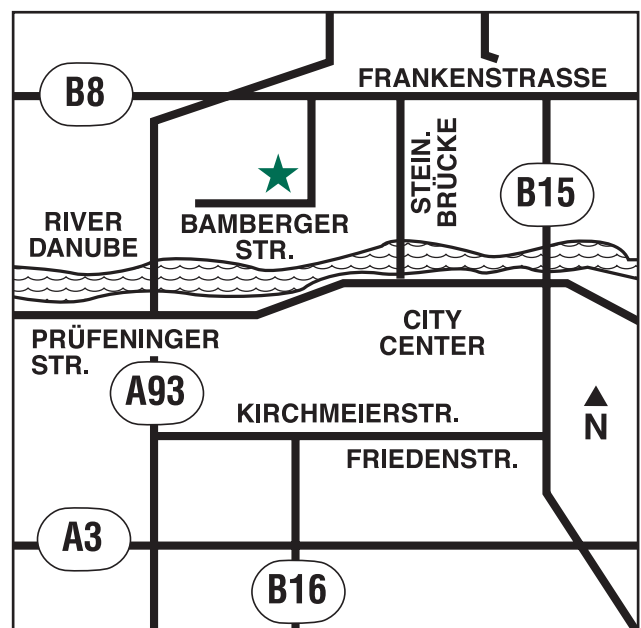 FRANKENSTRASSE
B8
STEIN.
BRÜCKE
B15
RIVER
DANUBE
BAMBERGER
STR.
PRÜFENINGER
STR.
CITY
CENTER
A93
KIRCHMEIERSTR.
N
FRIEDENSTR.
A3
B16